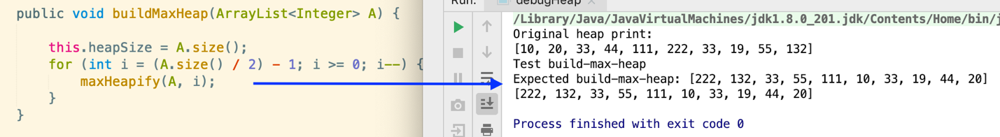 public void buildMaxHeap(ArrayList<Integer> A) {
this.heapSize = A.size();
for (int i = (A.size() / 2) - 1; i >= 0; i--) {
maxHeapify(A, i);
}
}
Run:
debugHeap
/Library/Java/JavaVirtualMachines/jdk1.8.0_201.jdk/Contents/Home/bin/j
Original heap print:
[10, 20, 33, 44, 111, 222, 33, 19, 55, 132]
Test build-max-heap
Expected build-max-heap: [222, 132, 33, 55, 111, 10, 33, 19, 44, 20]
[222, 132, 33, 55, 111, 10, 33, 19, 44, 20]
Process finished with exit code 0